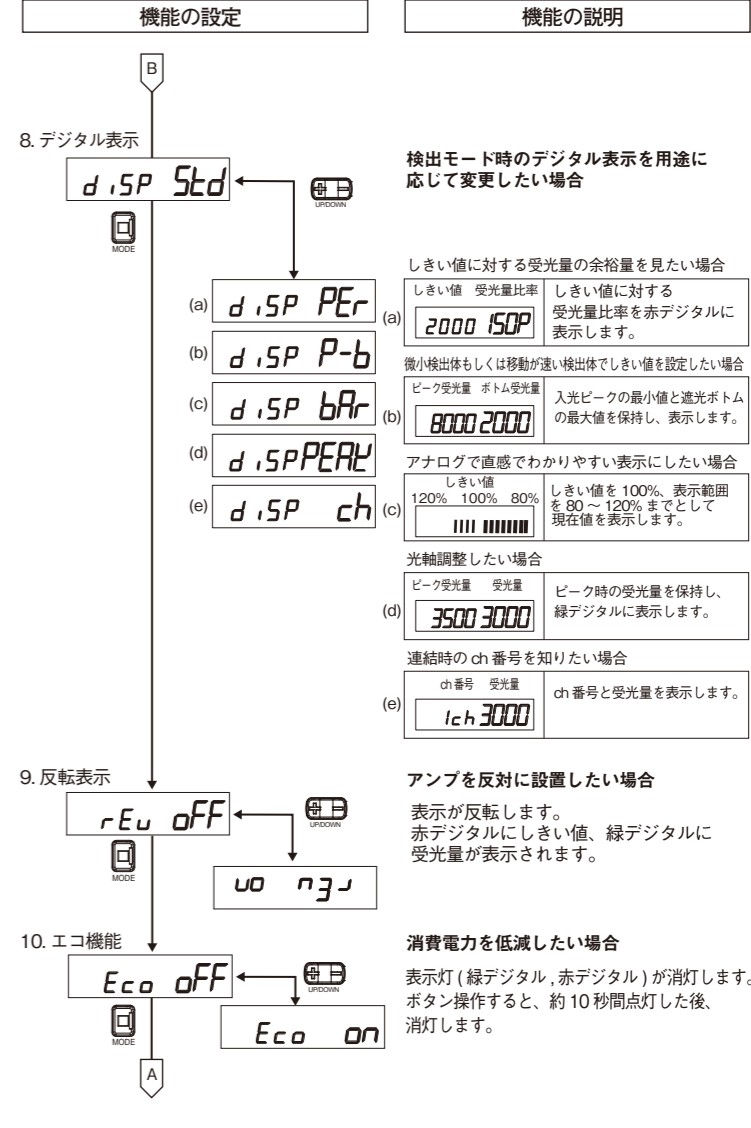 機能の設定
機能の説明
B
8. デジタル表示
diSP Std
UP/DOWN
MODE
検出モード時のデジタル表示を用途に
応じて変更したい場合
(a) diSP PEr
(b) diSP P-b
(c) diSP bAr
(d) diSP PEAK
(e) diSP ch
しきい値に対する受光量の余裕量を見たい場合
(a)
しきい値 受光量比率
2000 150P
しきい値に対する
受光量比率を赤デジタルに
表示します。
微小検出体もしくは移動が速い検出体でしきい値を設定したい場合
(b)
ピーク受光量 ボトム受光量
8000 2000
入光ピークの最小値と遮光ボトム
の最大値を保持し、表示します。
アナログで直感でわかりやすい表示にしたい場合
(c)
しきい値
120% 100% 80%
しきい値を 100%、表示範囲
を 80 ~ 120% までとして
現在値を表示します。
光軸調整したい場合
(d)
ピーク受光量 受光量
3500 3000
ピーク時の受光量を保持し、
緑デジタルに表示します。
連結時の ch 番号を知りたい場合
(e)
ch 番号 受光量
1ch 3000
ch 番号と受光量を表示します。
9. 反転表示
rEv oFF
UP/DOWN
MODE
rEv on
アンプを反対に設置したい場合
表示が反転します。
赤デジタルにしきい値、緑デジタルに
受光量が表示されます。
10. エコ機能
Eco oFF
UP/DOWN
MODE
Eco on
消費電力を低減したい場合
表示灯 ( 緑デジタル , 赤デジタル ) が消灯します。
ボタン操作すると、約 10 秒間点灯した後、
消灯します。
A